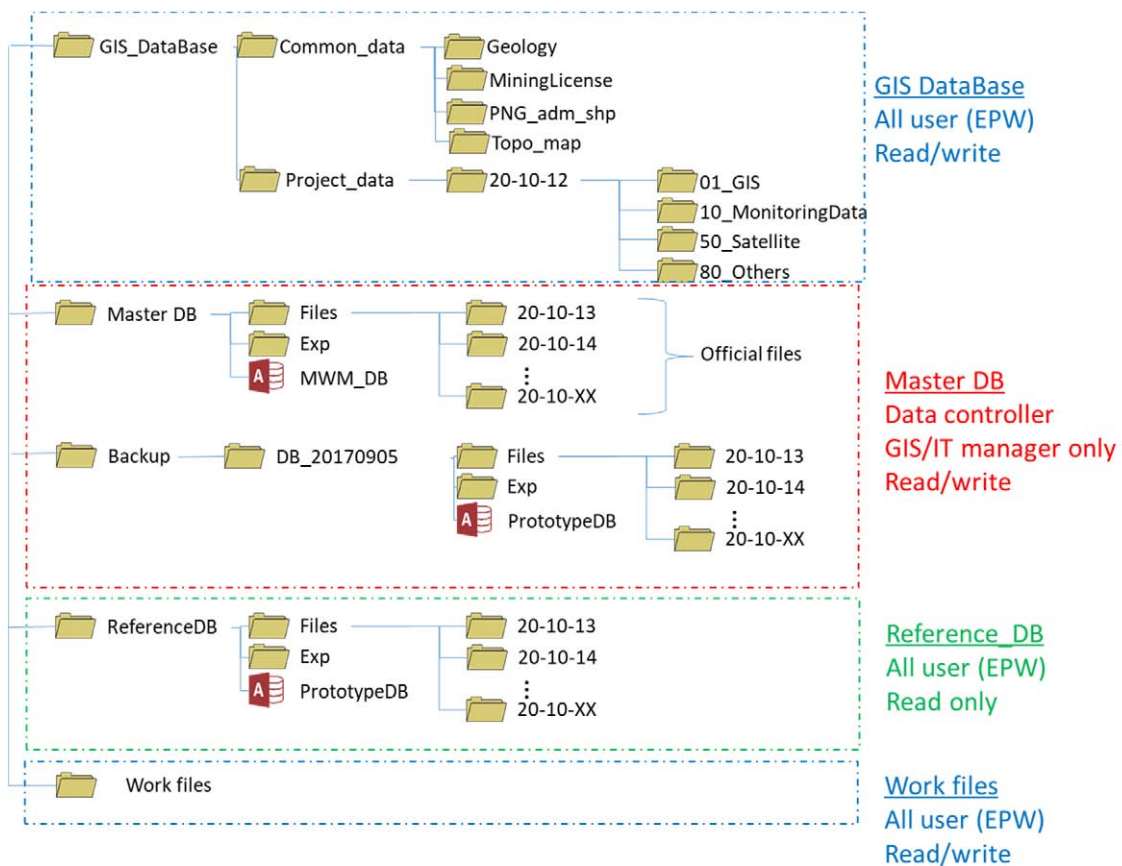 GIS_DataBase
Common_data
Geology
MiningLicense
PNG_adm_shp
Topo_map
Project_data
20-10-12
01_GIS
10_MonitoringData
50_Satellite
80_Others
GIS DataBase
All user (EPW)
Read/write
Master DB
Files
20-10-13
Exp
20-10-14
A MWM_DB
20-10-XX
Official files
Backup
DB_20170905
Files
20-10-13
Exp
20-10-14
A PrototypeDB
20-10-XX
Master DB
Data controller
GIS/IT manager only
Read/write
ReferenceDB
Files
20-10-13
Exp
20-10-14
A PrototypeDB
20-10-XX
Reference_DB
All user (EPW)
Read only
Work files
Work files
All user (EPW)
Read/write